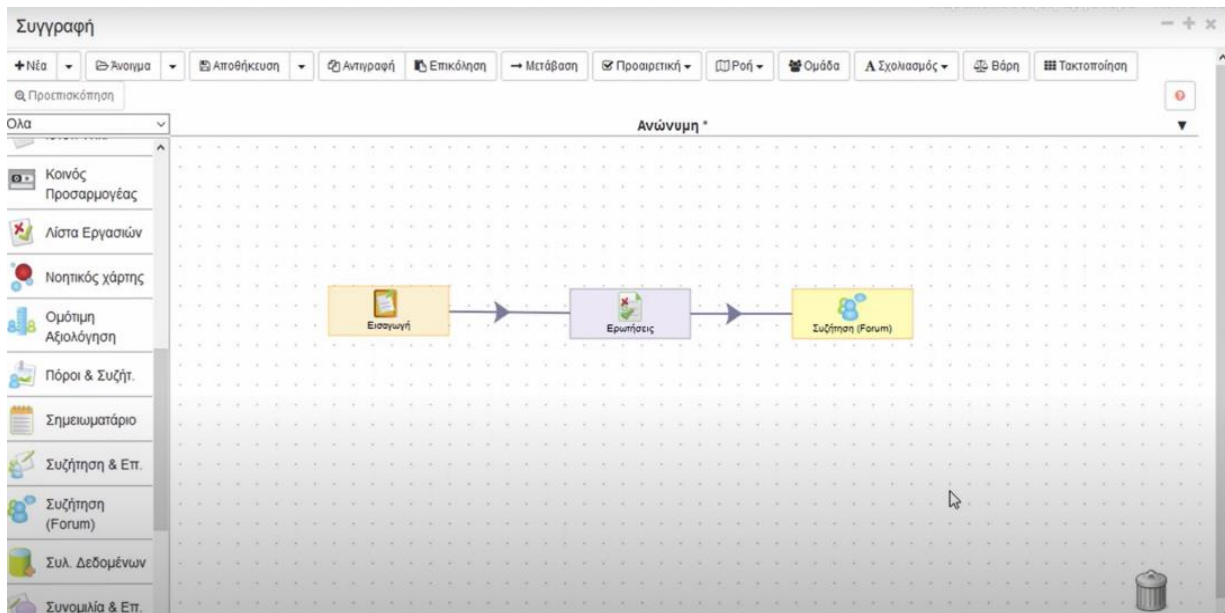 Συγγραφή
Νέα
Άνοιγμα
Αποθήκευση
Αντιγραφή
Επικόληση
Μετάβαση
Προαιρετική
Ροή
Ομάδα
Σχολιασμός
Βάρη
Τακτοποίηση
Προεπισκόπηση
Όλα
Ανώνυμη *
Κοινός
Προσαρμογέας
Λίστα Εργασιών
Νοητικός χάρτης
Ομότιμη
Αξιολόγηση
Πόροι & Συζήτ.
Σημειωματάριο
Συζήτηση & Επ.
Συζήτηση
(Forum)
Συλ. Δεδομένων
Συνομιλία & Επ.
Εισαγωγή
Ερωτήσεις
Συζήτηση (Forum)